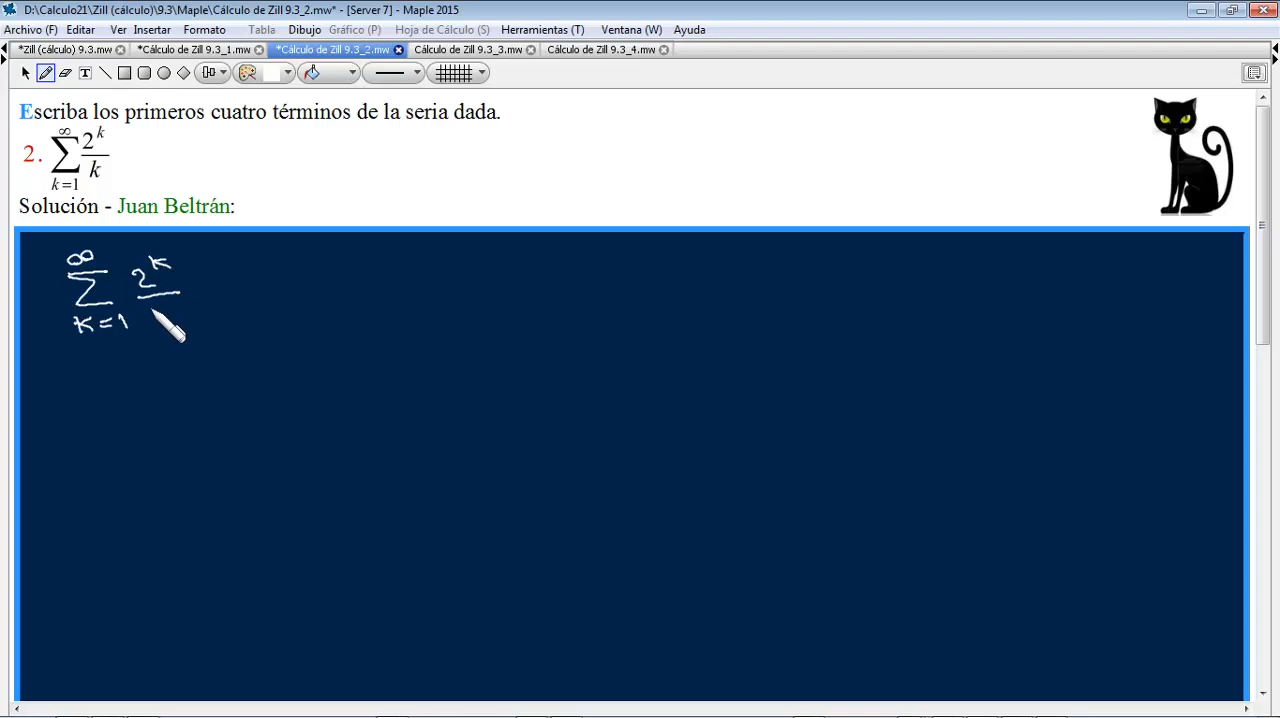 D:\Calculo21\Zill (cálculo)\9.3\Maple\Cálculo de Zill 9.3_2.mw* - [Server 7] - Maple 2015
Archivo (F) Editar Ver Insertar Formato Tabla Dibujo Gráfico (P) Hoja de Cálculo (S) Herramientas (T) Ventana (W) Ayuda
*Zill (cálculo) 9.3.mw *Cálculo de Zill 9.3_1.mw *Cálculo de Zill 9.3_2.mw Cálculo de Zill 9.3_3.mw Cálculo de Zill 9.3_4.mw
T
Escriba los primeros cuatro términos de la seria dada.
∞ 2^k
2. ∑ —
k=1 k
Solución - Juan Beltrán:
∞ 2^k
∑ —
k=1